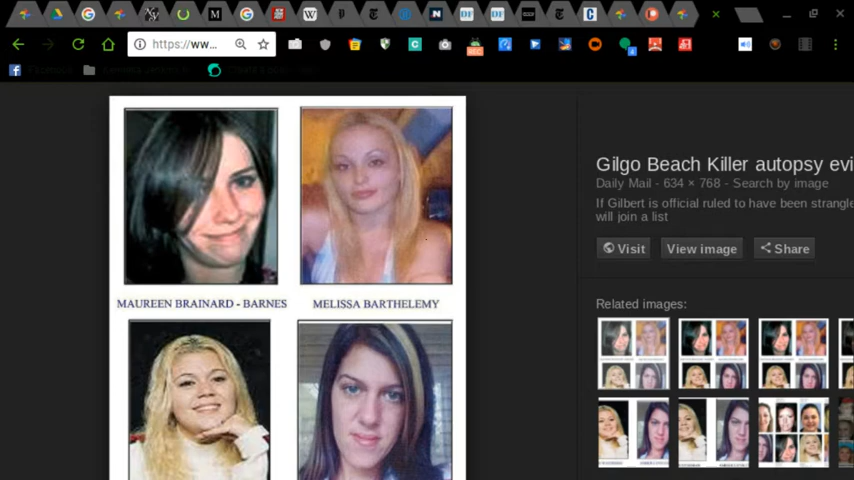 https://ww...
Gilgo Beach Killer autopsy evi
Daily Mail - 634 × 768 - Search by image
If Gilbert is official ruled to have been strangle
will join a list
Visit
View image
Share
MAUREEN BRAINARD - BARNES
MELISSA BARTHELEMY
Related images: